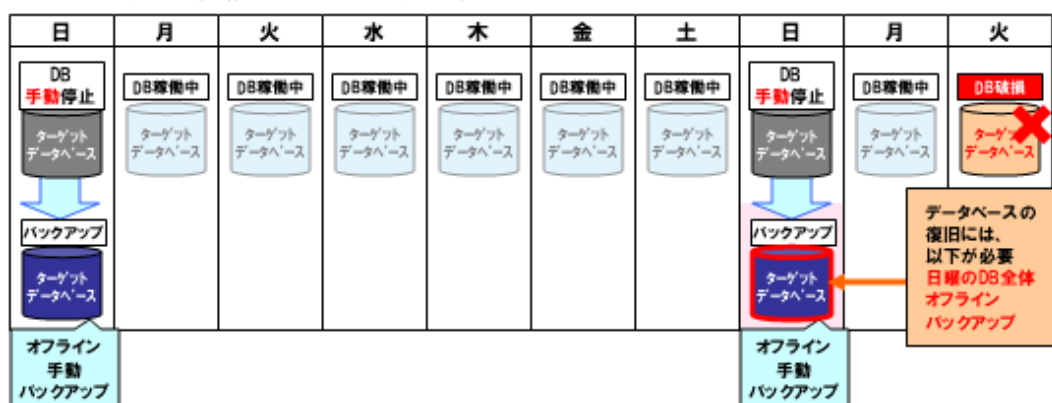 日 月 火 水 木 金 土 日 月 火
DB
手動停止
DB稼働中
DB稼働中
DB稼働中
DB稼働中
DB稼働中
DB稼働中
DB
手動停止
DB稼働中
DB破損
ターゲット
データベース
ターゲット
データベース
ターゲット
データベース
ターゲット
データベース
ターゲット
データベース
ターゲット
データベース
ターゲット
データベース
ターゲット
データベース
ターゲット
データベース
ターゲット
データベース
バックアップ
ターゲット
データベース
オフライン
手動
バックアップ
バックアップ
ターゲット
データベース
オフライン
手動
バックアップ
データベースの
復旧には、
以下が必要
日曜のDB全体
オフライン
バックアップ